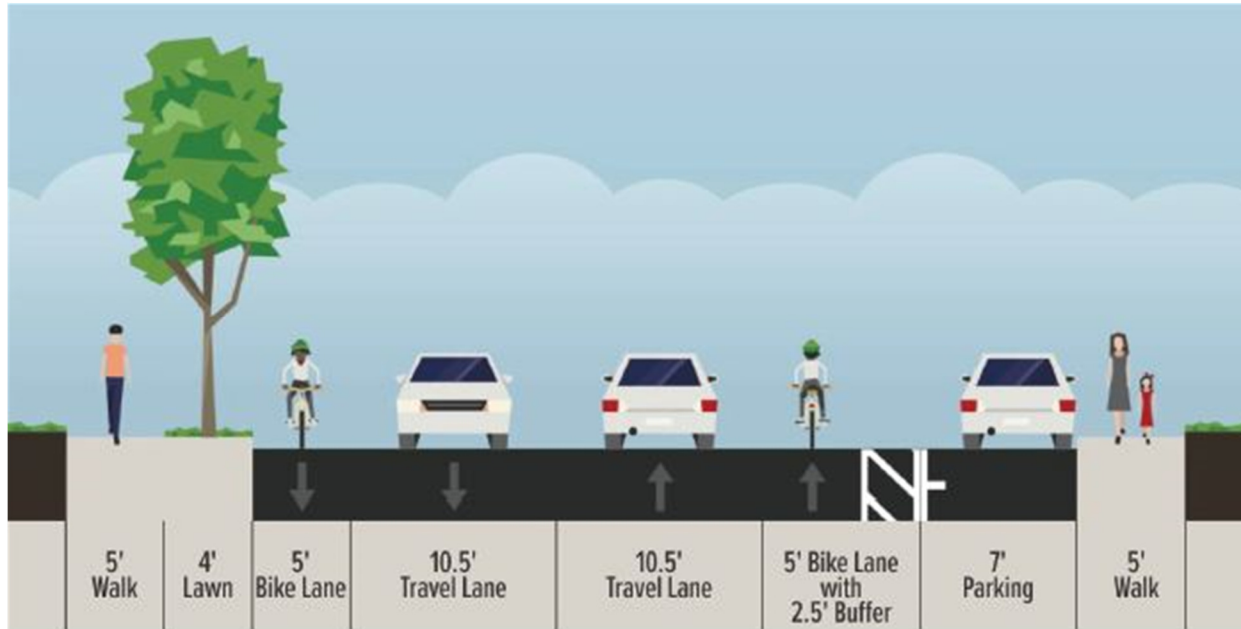 5'
Walk
4'
Lawn
5'
Bike Lane
10.5'
Travel Lane
10.5'
Travel Lane
5' Bike Lane
with
2.5' Buffer
7'
Parking
5'
Walk